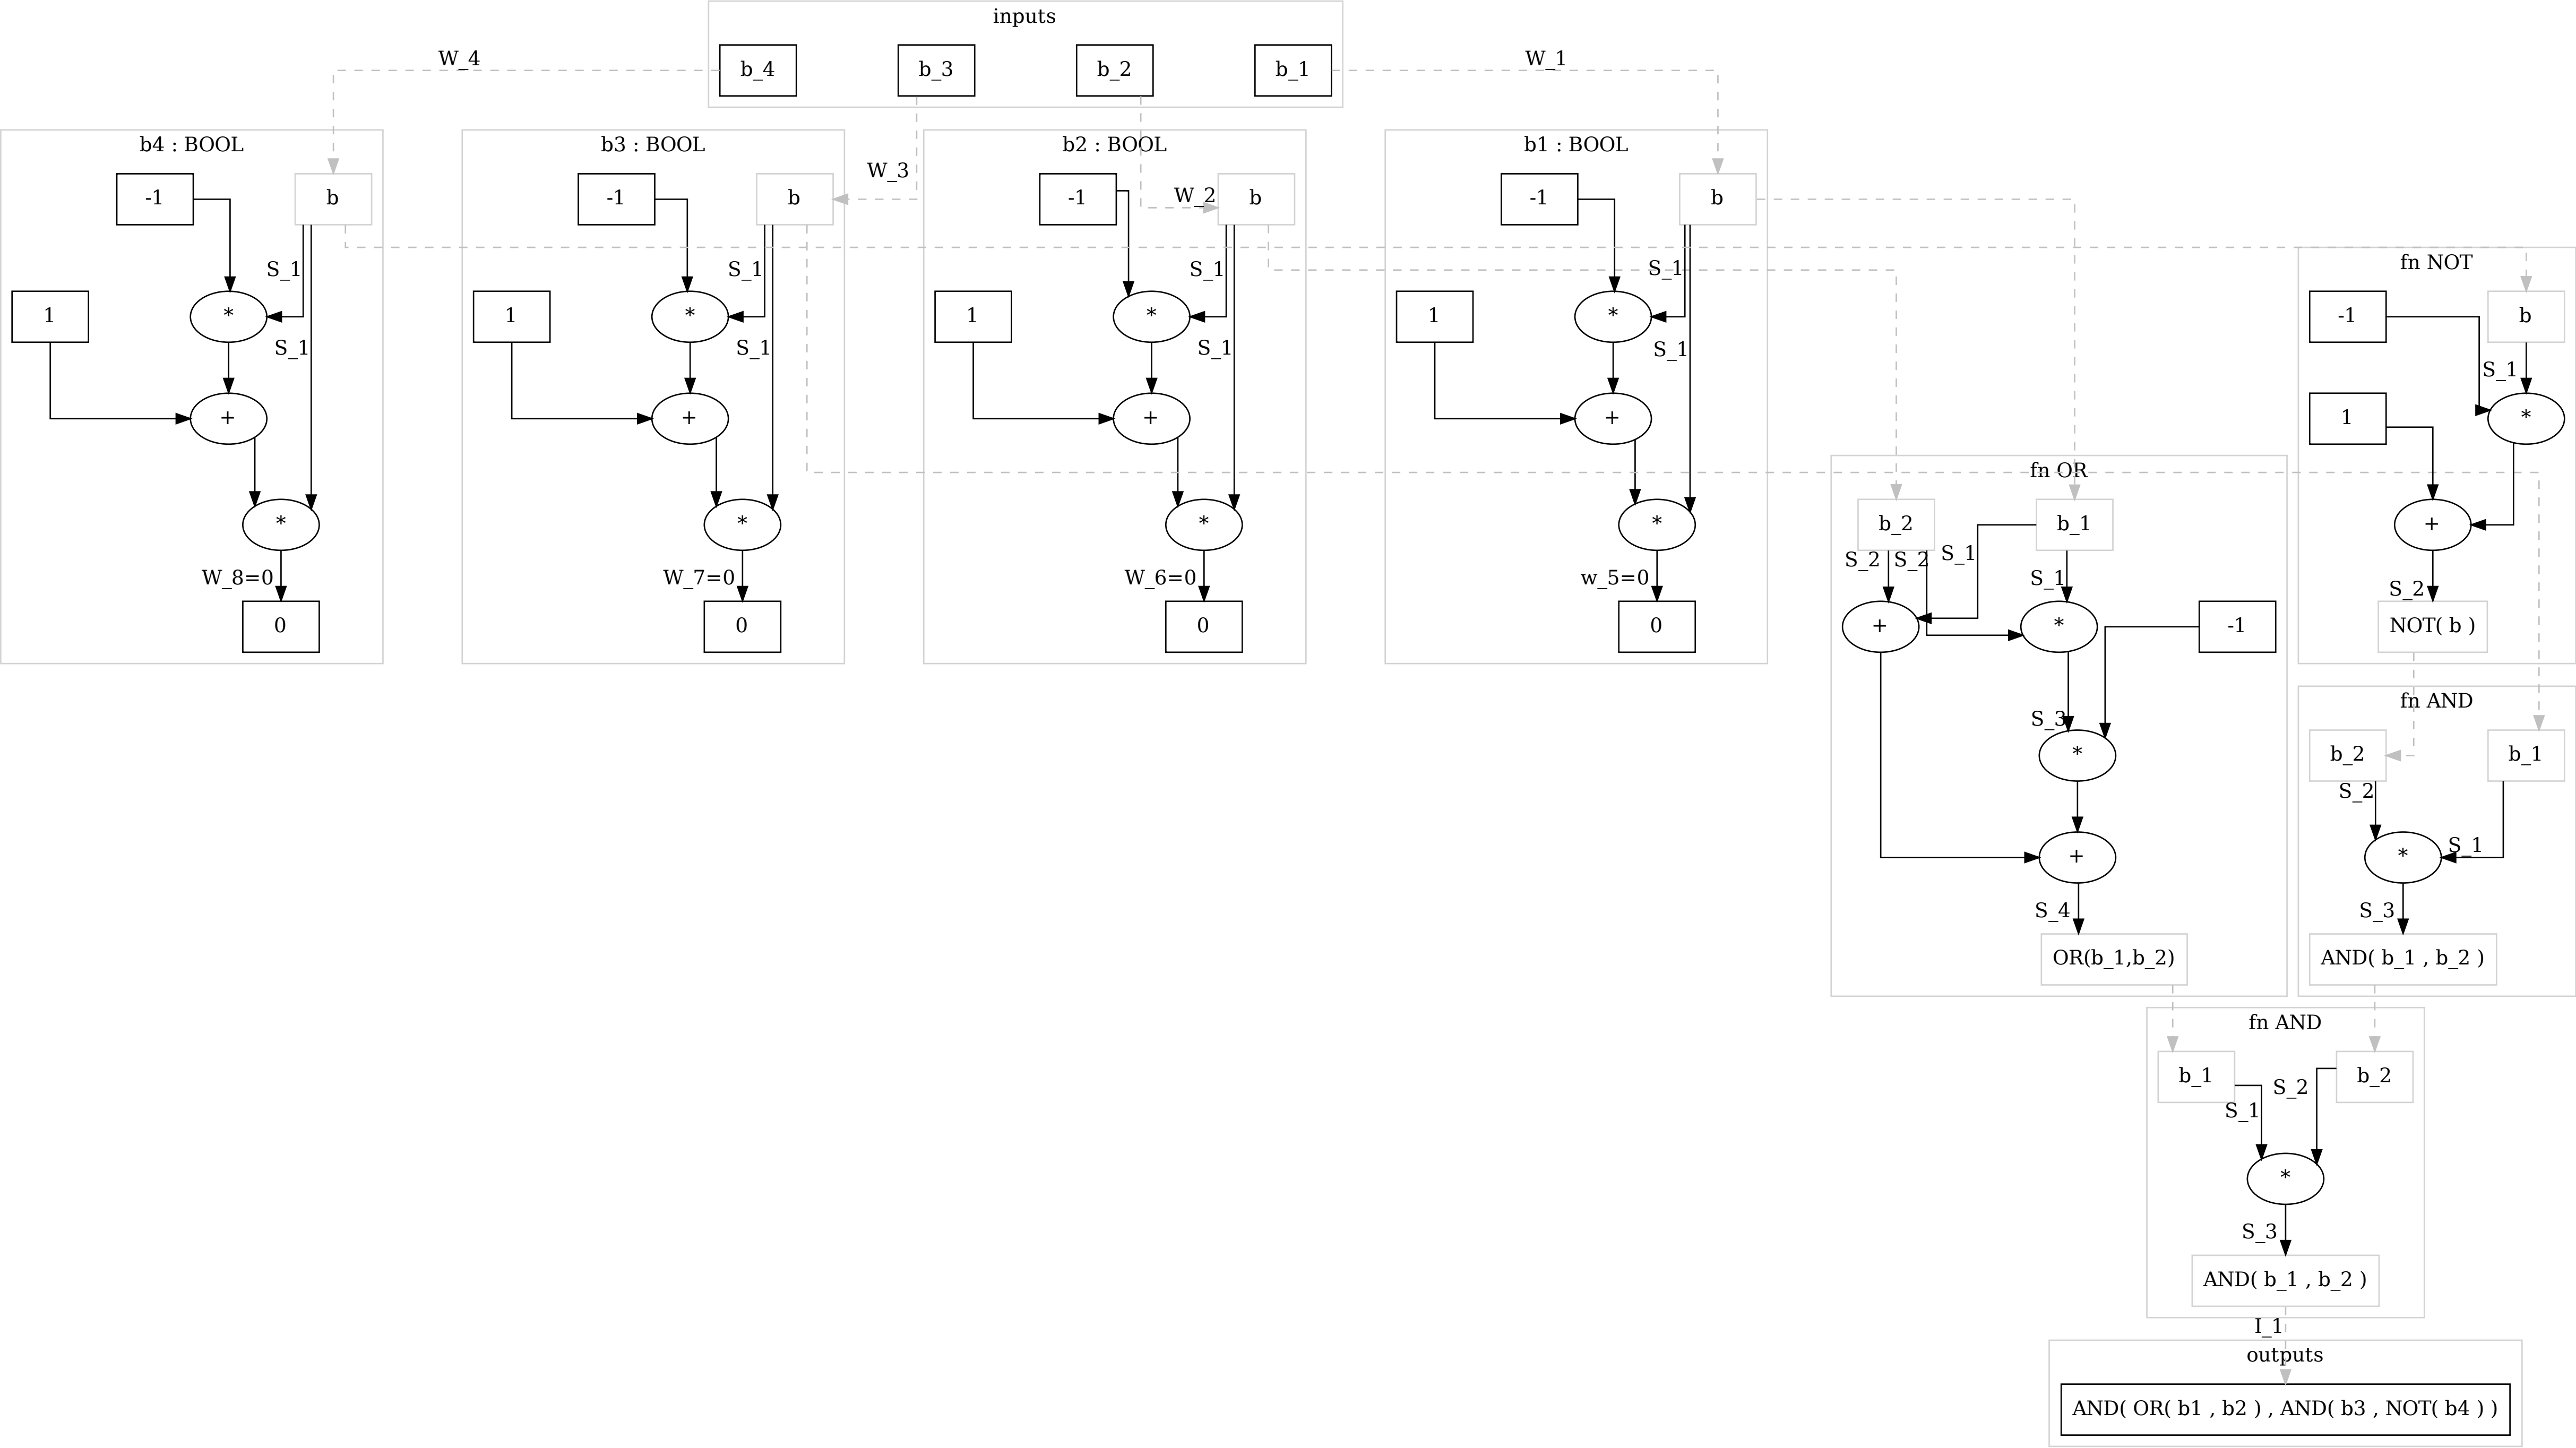 inputs
b_4
b_3
b_2
b_1
W_4
W_1
W_3
W_2
b4 : BOOL
-1
b
S_1
1
*
S_1
+
*
W_8=0
0
b3 : BOOL
-1
b
S_1
1
*
S_1
+
*
W_7=0
0
b2 : BOOL
-1
b
S_1
1
*
S_1
+
*
W_6=0
0
b1 : BOOL
-1
b
S_1
1
*
S_1
+
*
w_5=0
0
fn NOT
-1
b
S_1
1
*
+
S_2
NOT( b )
fn OR
b_2
b_1
S_2
S_2
S_1
S_1
+
*
-1
S_3
*
+
S_4
OR(b_1,b_2)
fn AND
b_2
b_1
S_2
S_1
*
S_3
AND( b_1 , b_2 )
fn AND
b_1
b_2
S_2
S_1
*
S_3
AND( b_1 , b_2 )
I_1
outputs
AND( OR( b1 , b2 ) , AND( b3 , NOT( b4 ) )